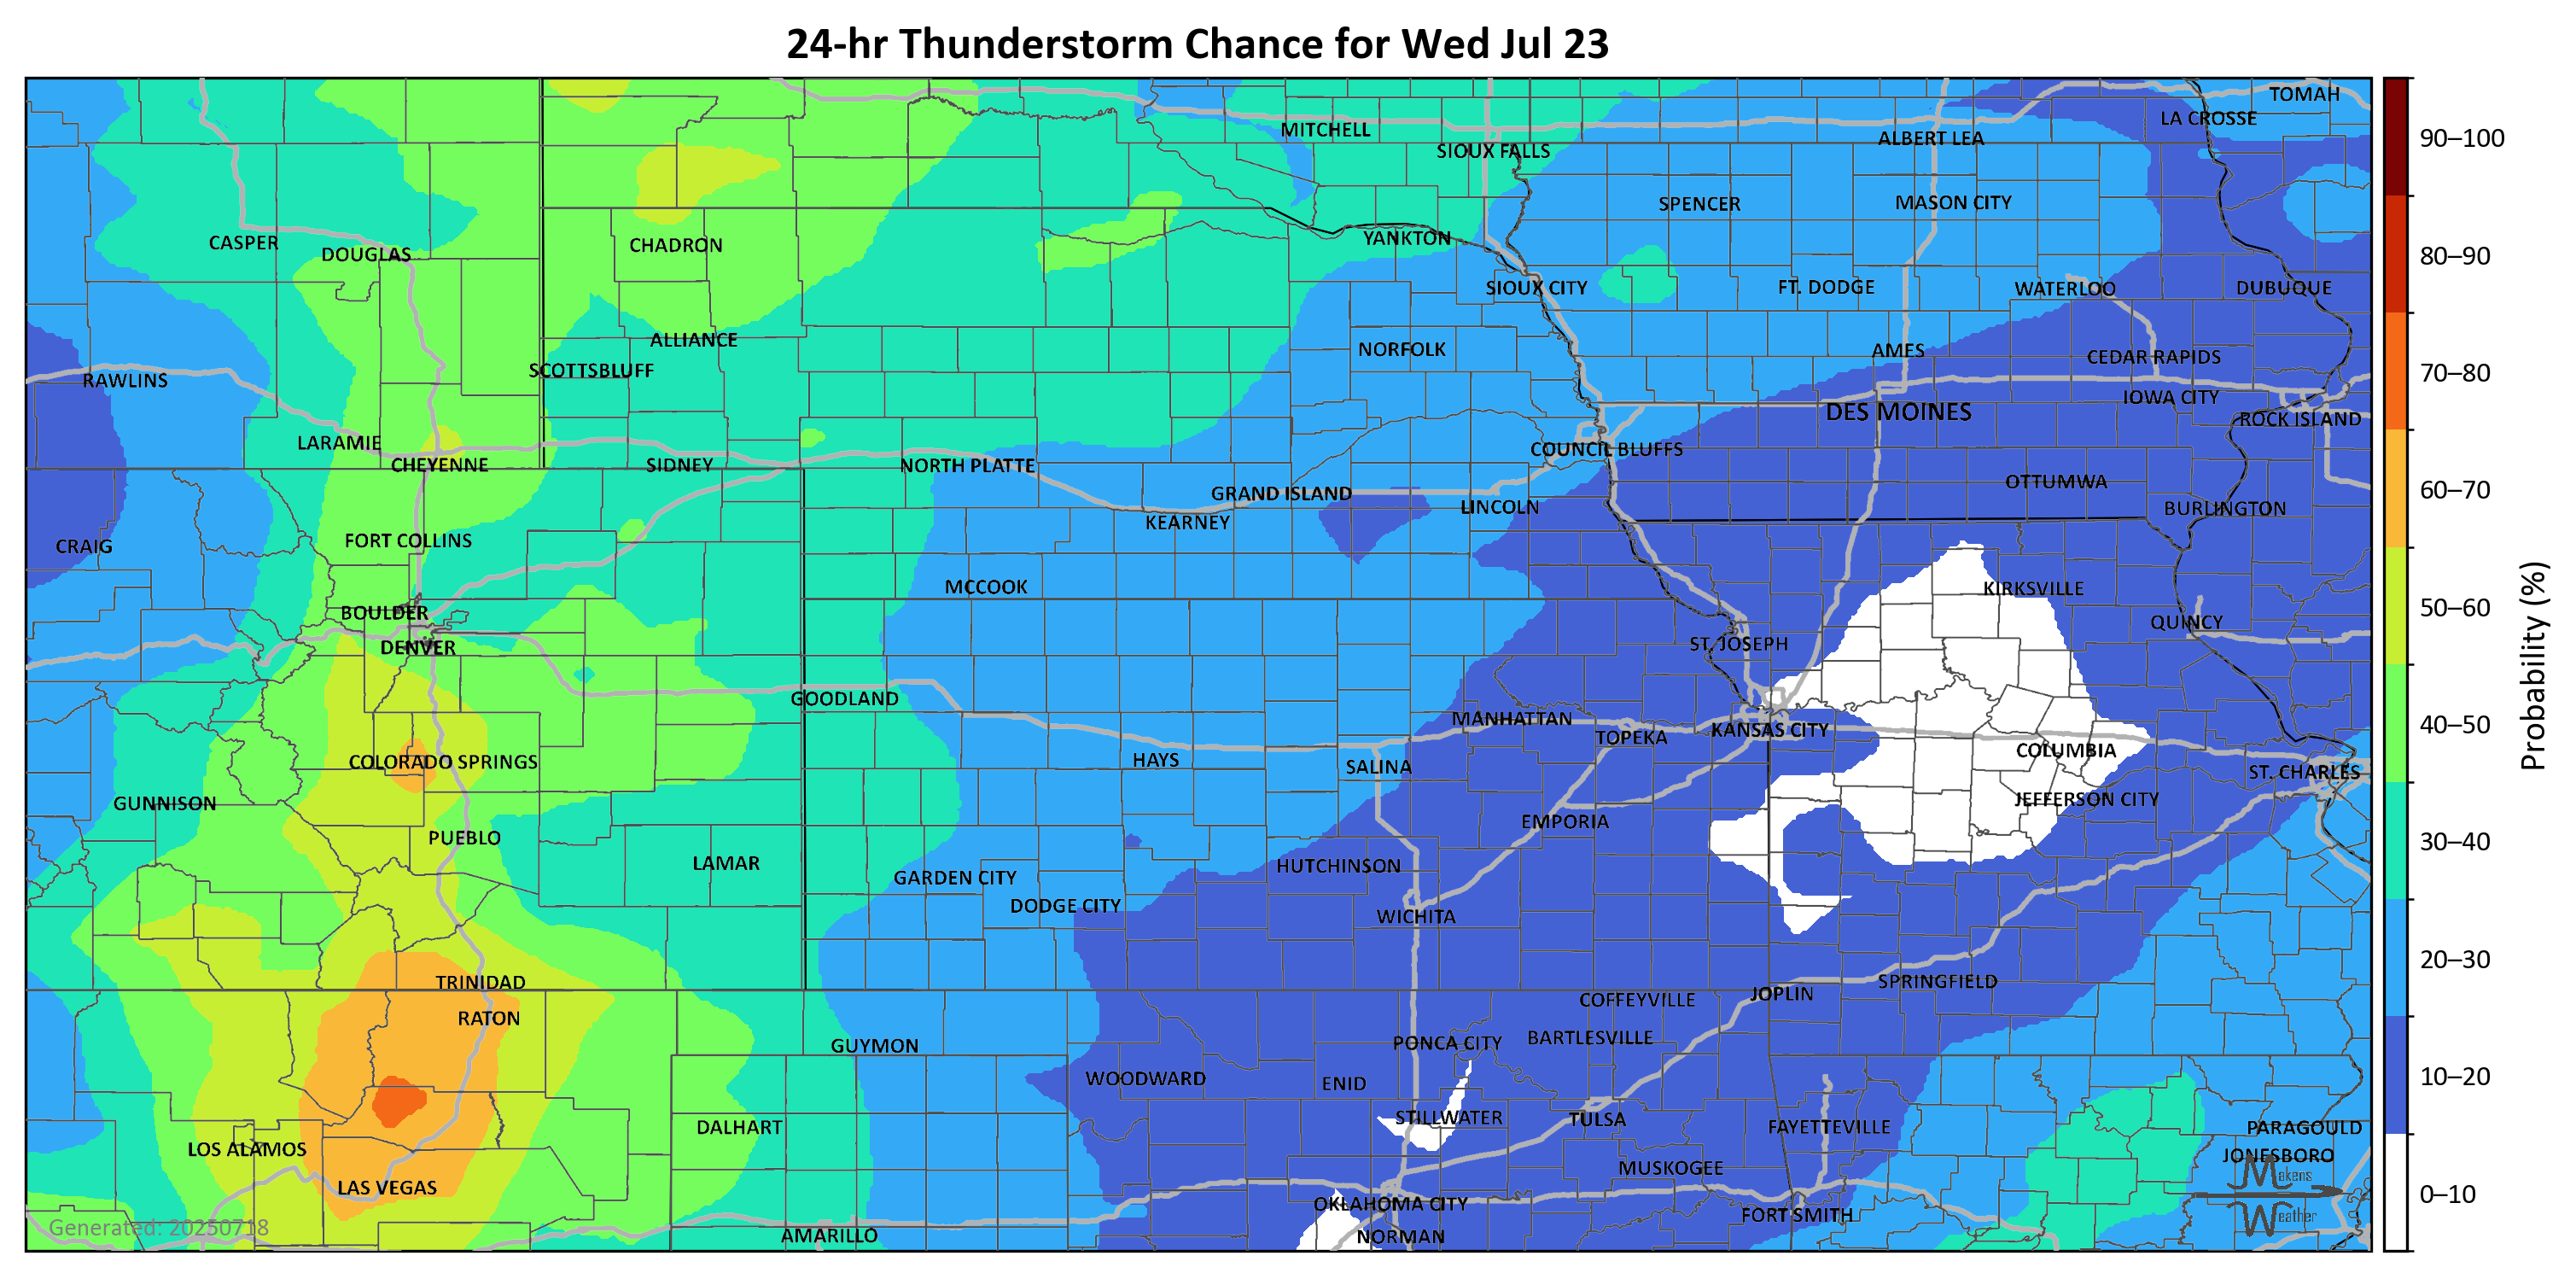 24-hr Thunderstorm Chance for Wed Jul 23
TOMAH
LA CROSSE
MITCHELL
ALBERT LEA
SIOUX FALLS
SPENCER
MASON CITY
CASPER
DOUGLAS
CHADRON
YANKTON
SIOUX CITY
FT. DODGE
WATERLOO
DUBUQUE
ALLIANCE
NORFOLK
AMES
CEDAR RAPIDS
SCOTTSBLUFF
RAWLINS
IOWA CITY
DES MOINES
ROCK ISLAND
LARAMIE
COUNCIL BLUFFS
CHEYENNE
SIDNEY
NORTH PLATTE
OTTUMWA
GRAND ISLAND
LINCOLN
BURLINGTON
KEARNEY
CRAIG
FORT COLLINS
MCCOOK
KIRKSVILLE
BOULDER
QUINCY
DENVER
ST. JOSEPH
GOODLAND
MANHATTAN
KANSAS CITY
TOPEKA
COLUMBIA
COLORADO SPRINGS
HAYS
SALINA
ST. CHARLES
GUNNISON
JEFFERSON CITY
EMPORIA
PUEBLO
LAMAR
HUTCHINSON
GARDEN CITY
DODGE CITY
WICHITA
TRINIDAD
SPRINGFIELD
JOPLIN
COFFEYVILLE
RATON
BARTLESVILLE
GUYMON
PONCA CITY
WOODWARD
ENID
STILLWATER
TULSA
DALHART
FAYETTEVILLE
PARAGOULD
LOS ALAMOS
JONESBORO
MUSKOGEE
LAS VEGAS
OKLAHOMA CITY
FORT SMITH
AMARILLO
NORMAN
Generated: 20250718
Makens
Weather
90–100
80–90
70–80
60–70
50–60
40–50
30–40
20–30
10–20
0–10
Probability (%)